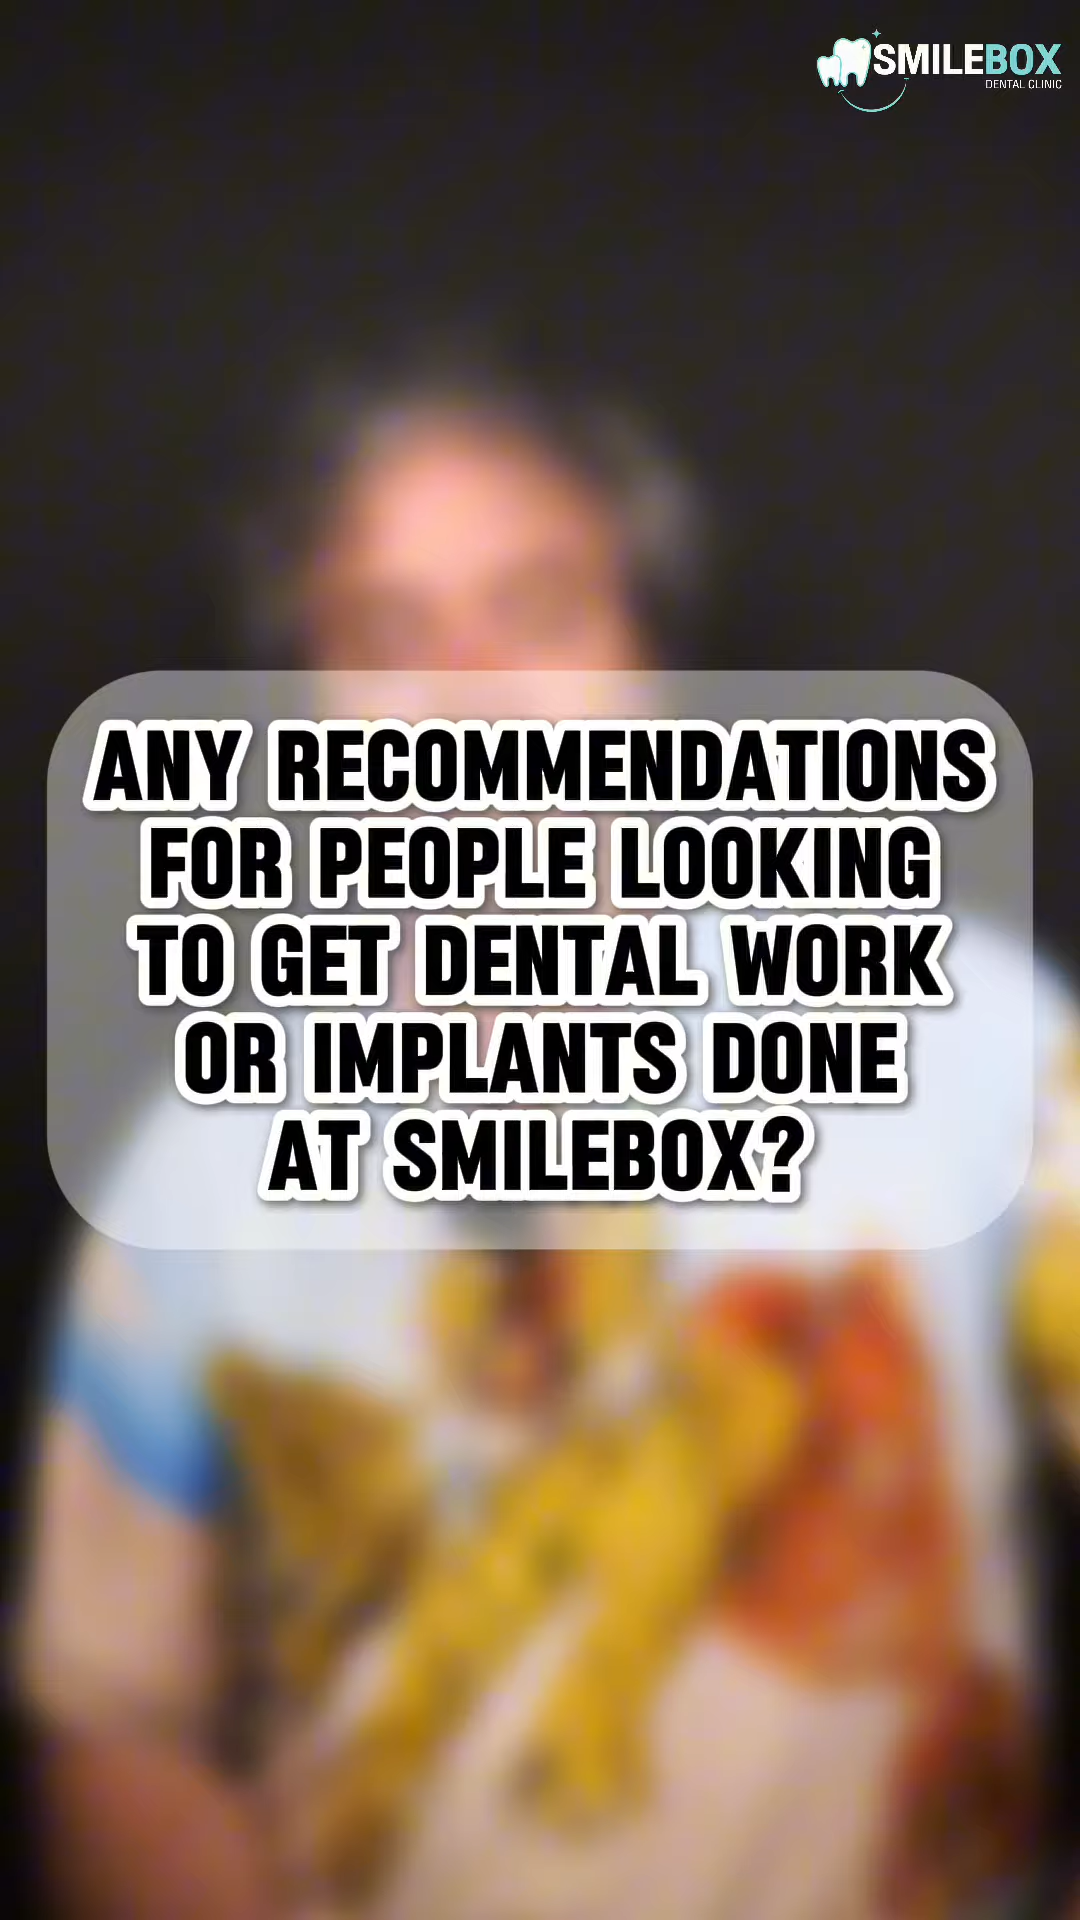 SMILEBOX
DENTAL CLINIC
ANY RECOMMENDATIONS
FOR PEOPLE LOOKING
TO GET DENTAL WORK
OR IMPLANTS DONE
AT SMILEBOX?